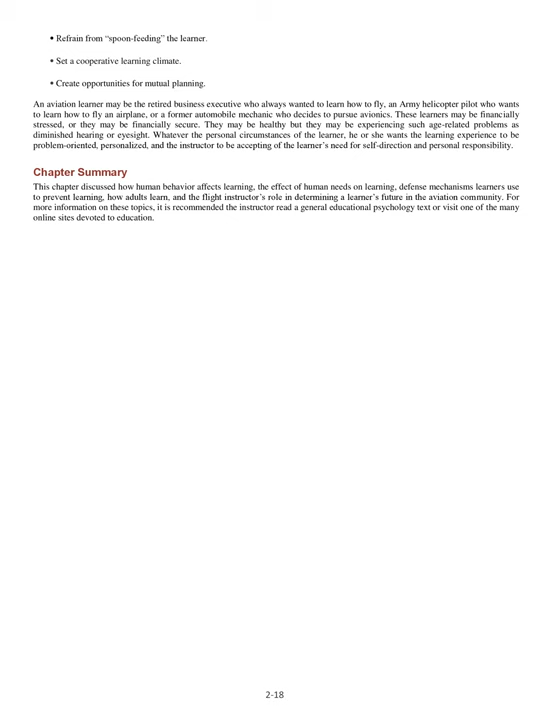 • Refrain from “spoon-feeding” the learner.
• Set a cooperative learning climate.
• Create opportunities for mutual planning.
An aviation learner may be the retired business executive who always wanted to learn how to fly, an Army helicopter pilot who wants
to learn how to fly an airplane, or a former automobile mechanic who decides to pursue avionics. These learners may be financially
stressed, or they may be financially secure. They may be healthy but they may be experiencing such age-related problems as
diminished hearing or eyesight. Whatever the personal circumstances of the learner, he or she wants the learning experience to be
problem-oriented, personalized, and the instructor to be accepting of the learner’s need for self-direction and personal responsibility.
Chapter Summary
This chapter discussed how human behavior affects learning, the effect of human needs on learning, defense mechanisms learners use
to prevent learning, how adults learn, and the flight instructor’s role in determining a learner’s future in the aviation community. For
more information on these topics, it is recommended the instructor read a general educational psychology text or visit one of the many
online sites devoted to education.
2-18